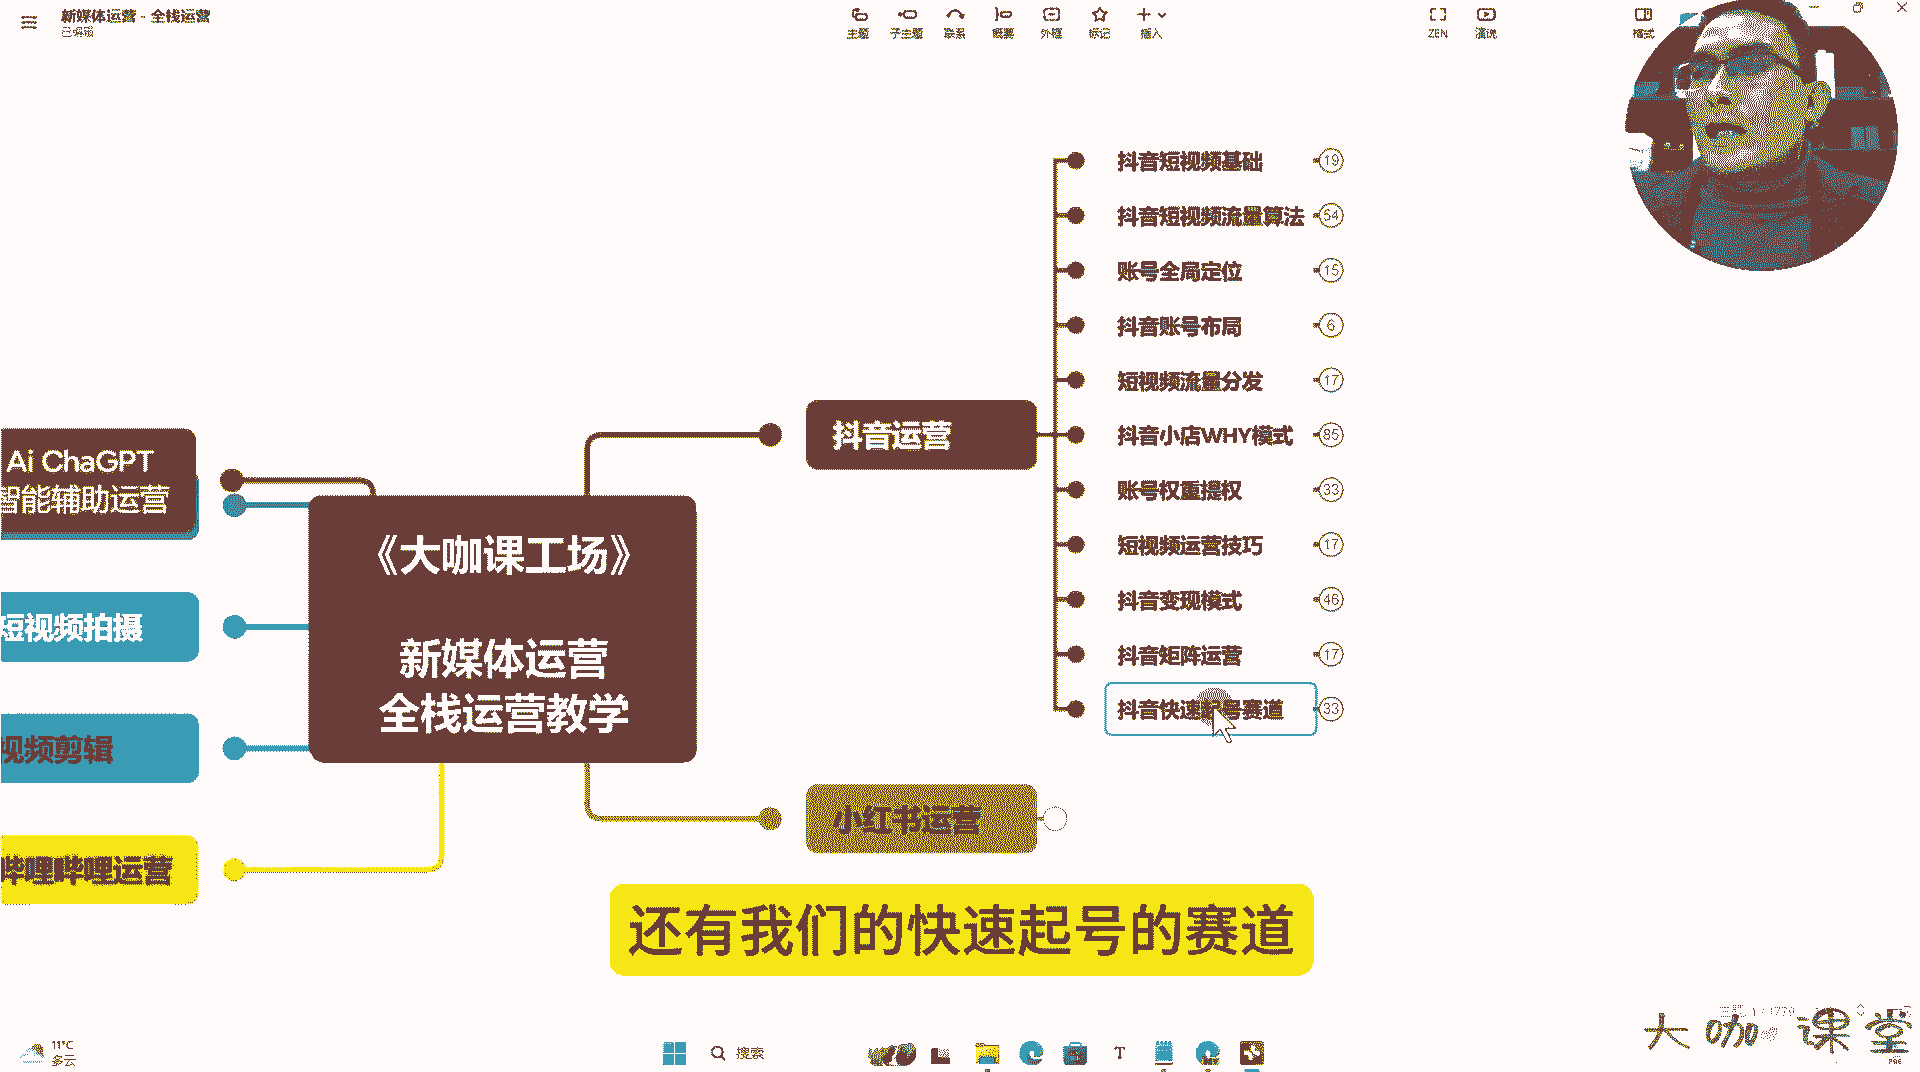 新媒体运营 - 全栈运营
已编辑
主题
子主题
联系
概要
外框
标记
插入
ZEN
演说
格式
抖音短视频基础 19
抖音短视频流量算法 54
账号全局定位 15
抖音账号布局 6
短视频流量分发 17
抖音运营
抖音小店WHY模式 85
账号权重提权 33
短视频运营技巧 17
抖音变现模式 46
抖音矩阵运营 17
抖音快速起号赛道 33
Ai ChaGPT
智能辅助运营
《大咖课工场》
新媒体运营
全栈运营教学
短视频拍摄
视频剪辑
小红书运营
哔哩哔哩运营
还有我们的快速起号的赛道
大咖课堂
11°C
多云
搜索